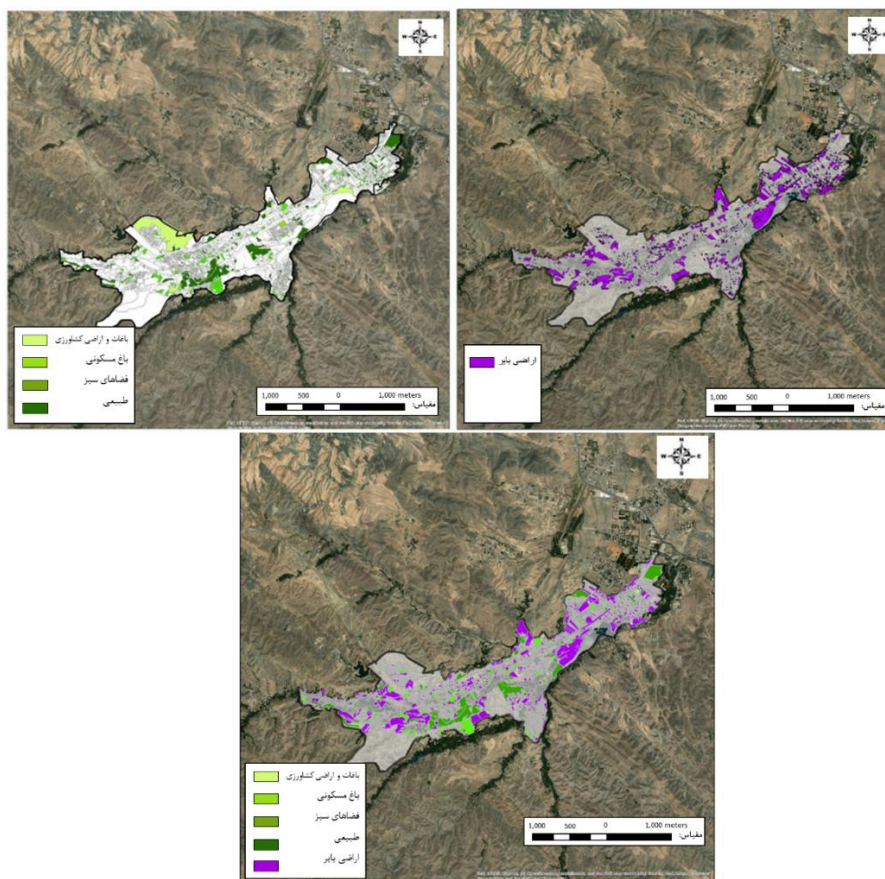 N
W E
S
باغات و اراضی کشاورزی
باغ مسکونی
فضاهای سبز
طبیعی
1,000 500 0 1,000 meters
مقیاس:
N
W E
S
اراضی بایر
1,000 500 0 1,000 meters
مقیاس:
N
W E
S
باغات و اراضی کشاورزی
باغ مسکونی
فضاهای سبز
طبیعی
اراضی بایر
1,000 500 0 1,000 meters
مقیاس: